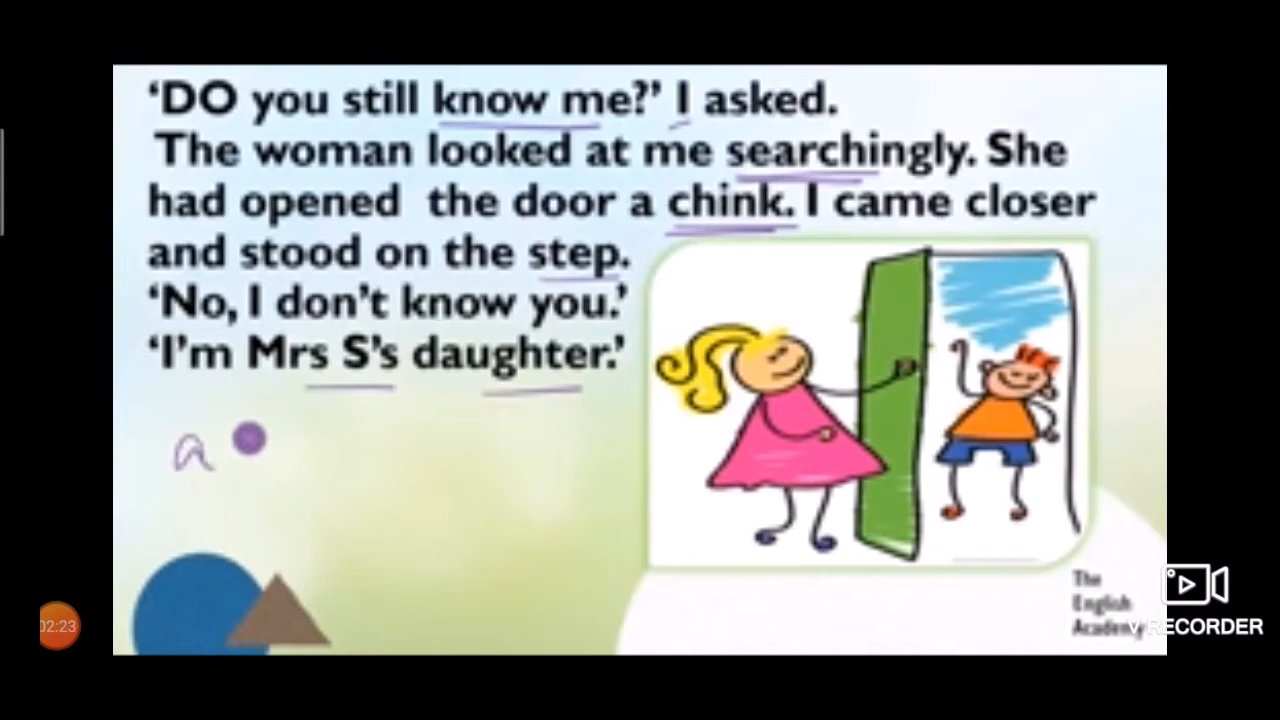 ‘DO you still know me?’ I asked.
The woman looked at me searchingly. She
had opened the door a chink. I came closer
and stood on the step.
‘No, I don’t know you.’
‘I’m Mrs S’s daughter.’
a
The
English
Academy
V RECORDER
02:23